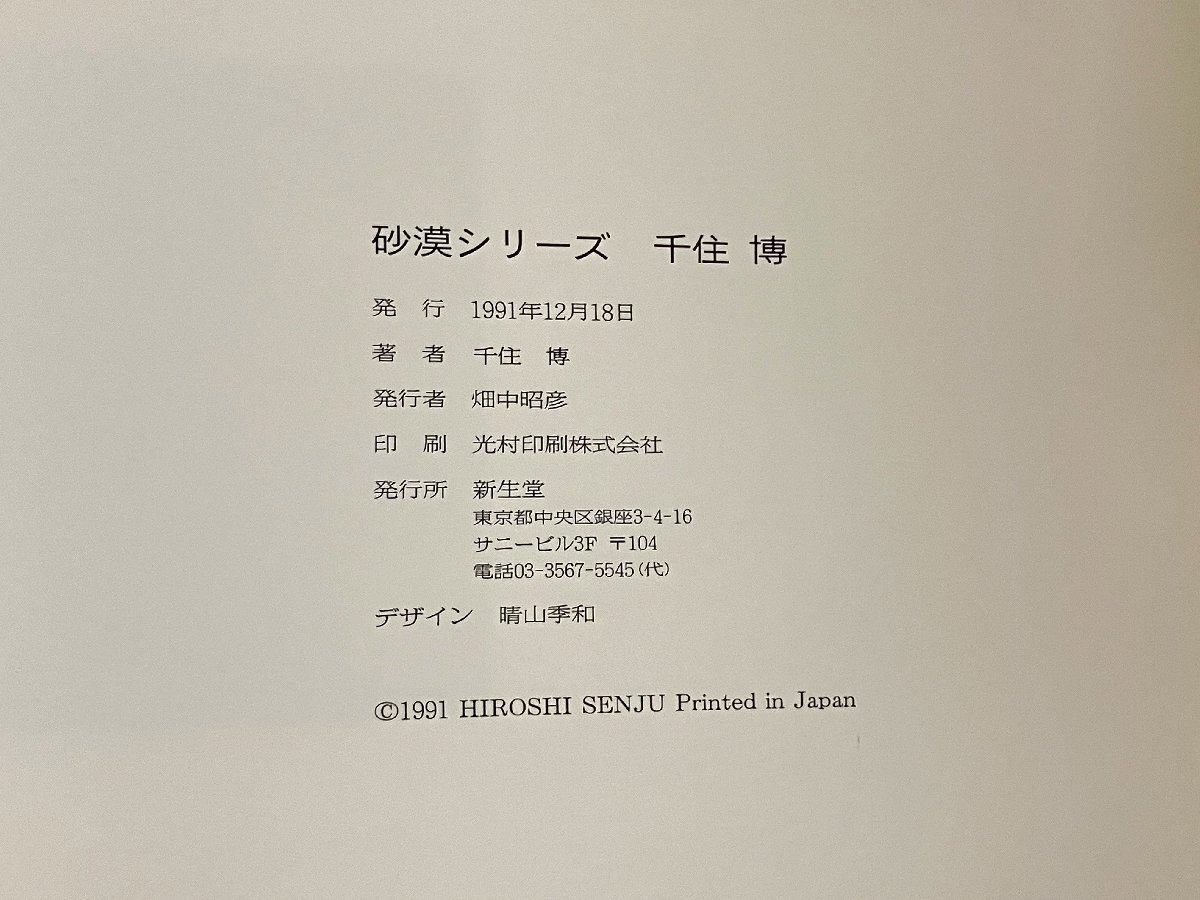 砂漠シリーズ　千住 博
発　行　1991年12月18日
著　者　千住　博
発行者　畑中昭彦
印　刷　光村印刷株式会社
発行所　新生堂
東京都中央区銀座3-4-16
サニービル3F 〒104
電話03-3567-5545(代)
デザイン　晴山季和
©1991 HIROSHI SENJU Printed in Japan